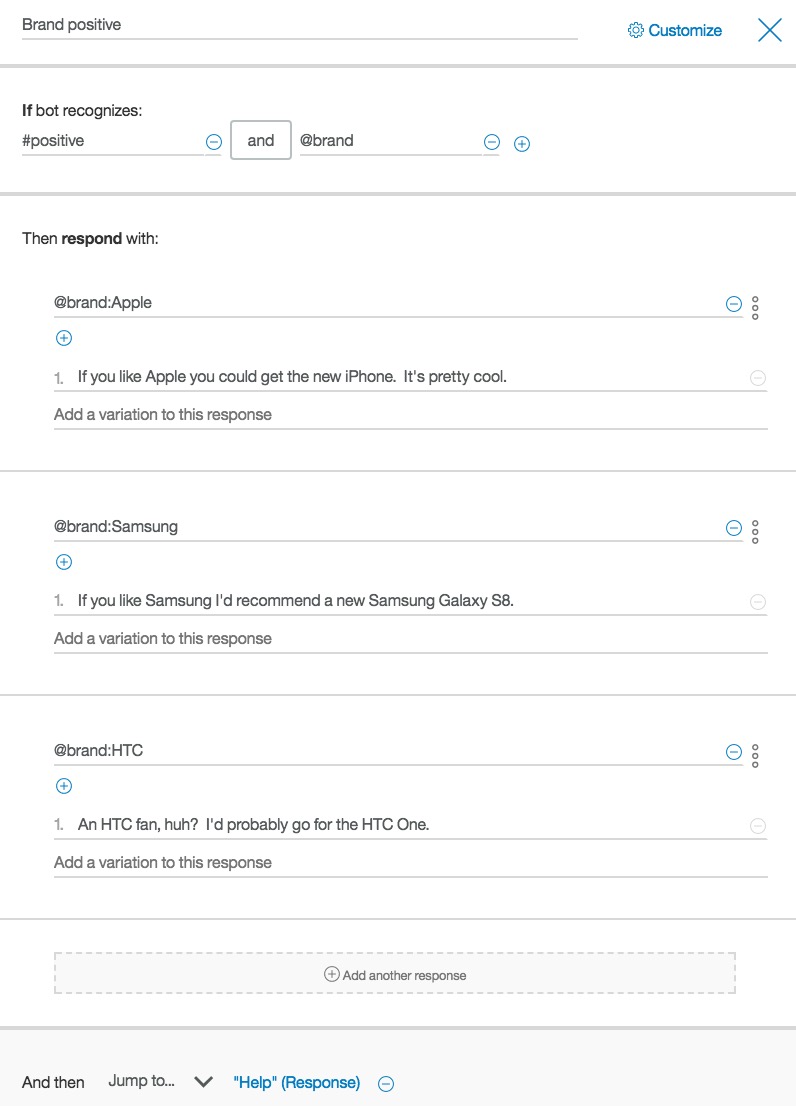 Brand positive
Customize
If bot recognizes:
#positive and @brand
Then respond with:
@brand:Apple
1. If you like Apple you could get the new iPhone. It's pretty cool.
Add a variation to this response
@brand:Samsung
1. If you like Samsung I'd recommend a new Samsung Galaxy S8.
Add a variation to this response
@brand:HTC
1. An HTC fan, huh? I'd probably go for the HTC One.
Add a variation to this response
Add another response
And then Jump to... "Help" (Response)